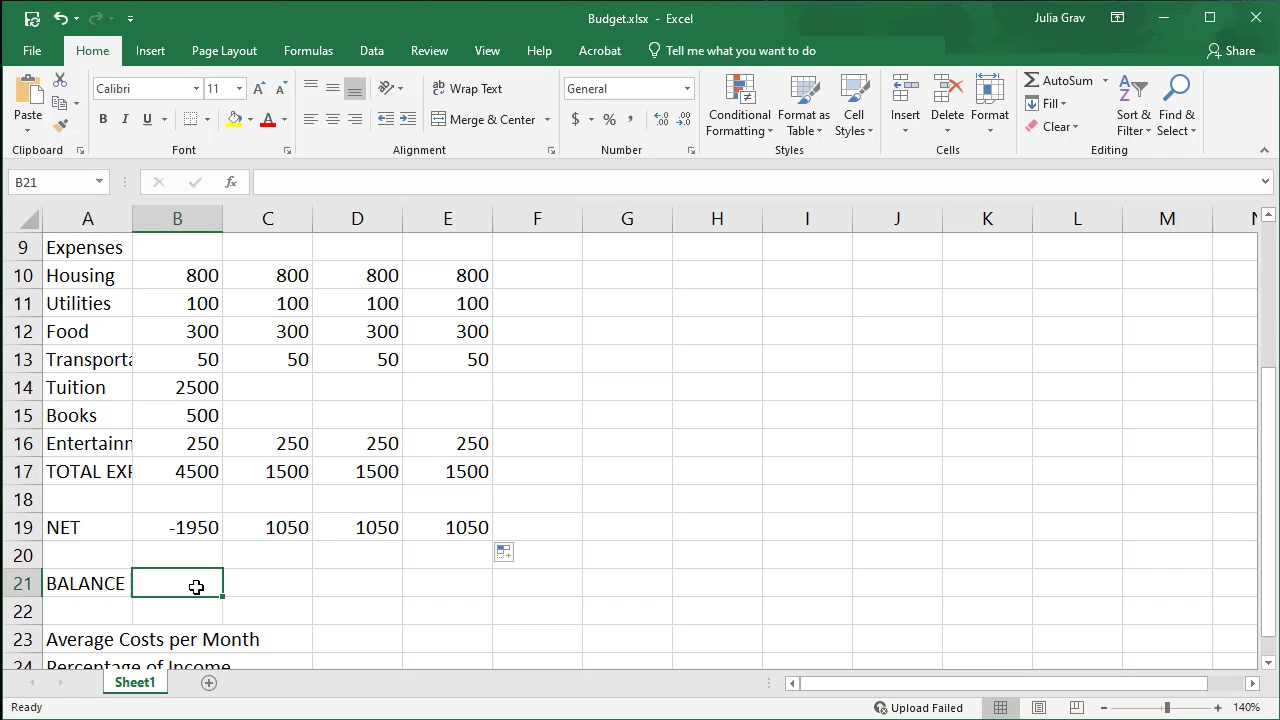 Budget.xlsx - Excel
Julia Grav
File Home Insert Page Layout Formulas Data Review View Help Acrobat Tell me what you want to do Share
Paste
Clipboard
Calibri 11
B I U
Font
Wrap Text
Merge & Center
Alignment
General
$ % ,
Number
Conditional Formatting
Format as Table
Cell Styles
Styles
Insert Delete Format
Cells
AutoSum
Fill
Clear
Sort & Filter
Find & Select
Editing
B21 fx
A B C D E F G H I J K L M N
9 Expenses
10 Housing 800 800 800 800
11 Utilities 100 100 100 100
12 Food 300 300 300 300
13 Transporta 50 50 50 50
14 Tuition 2500
15 Books 500
16 Entertainn 250 250 250 250
17 TOTAL EXP 4500 1500 1500 1500
18
19 NET -1950 1050 1050 1050
20
21 BALANCE
22
23 Average Costs per Month
24 Percentage of Income
Sheet1
Ready Upload Failed 140%